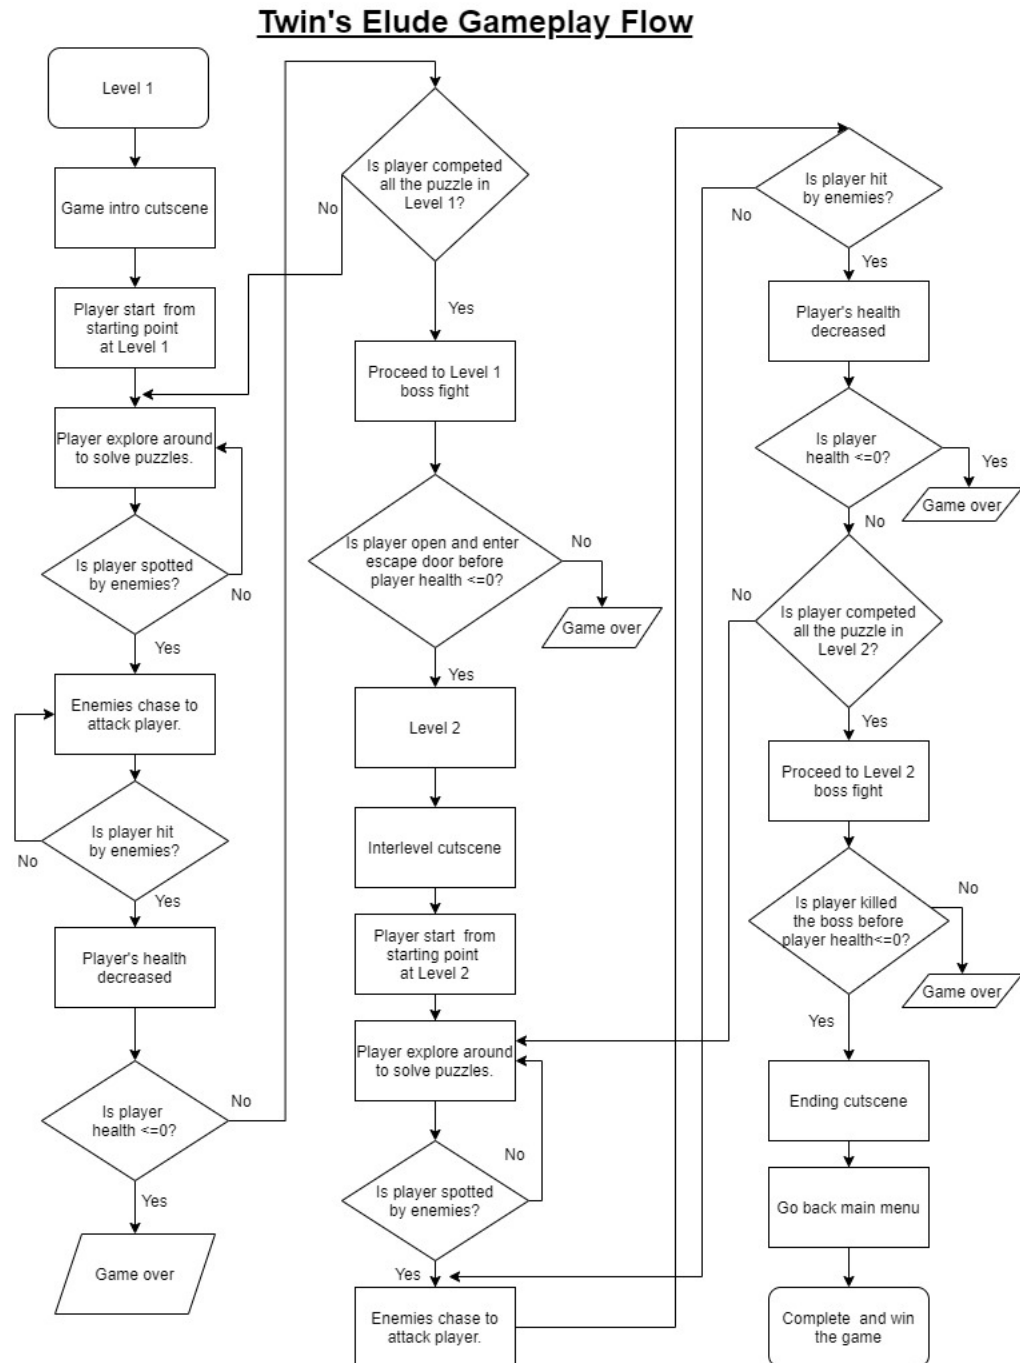 Twin's Elude Gameplay Flow
Level 1
Game intro cutscene
Player start from
starting point
at Level 1
Player explore around
to solve puzzles.
Is player spotted
by enemies?
No
Yes
Enemies chase to
attack player.
Is player hit
by enemies?
No
Yes
Player's health
decreased
Is player
health <=0?
No
Yes
Game over
Is player competed
all the puzzle in
Level 1?
No
Yes
Proceed to Level 1
boss fight
Is player open and enter
escape door before
player health <=0?
No
Game over
Yes
Level 2
Interlevel cutscene
Player start from
starting point
at Level 2
Player explore around
to solve puzzles.
No
Is player spotted
by enemies?
Yes
Enemies chase to
attack player.
Is player hit
by enemies?
No
Yes
Player's health
decreased
Is player
health <=0?
Yes
Game over
No
No
Is player competed
all the puzzle in
Level 2?
Yes
Proceed to Level 2
boss fight
Is player killed
the boss before
player health<=0?
No
Game over
Yes
Ending cutscene
Go back main menu
Complete and win
the game